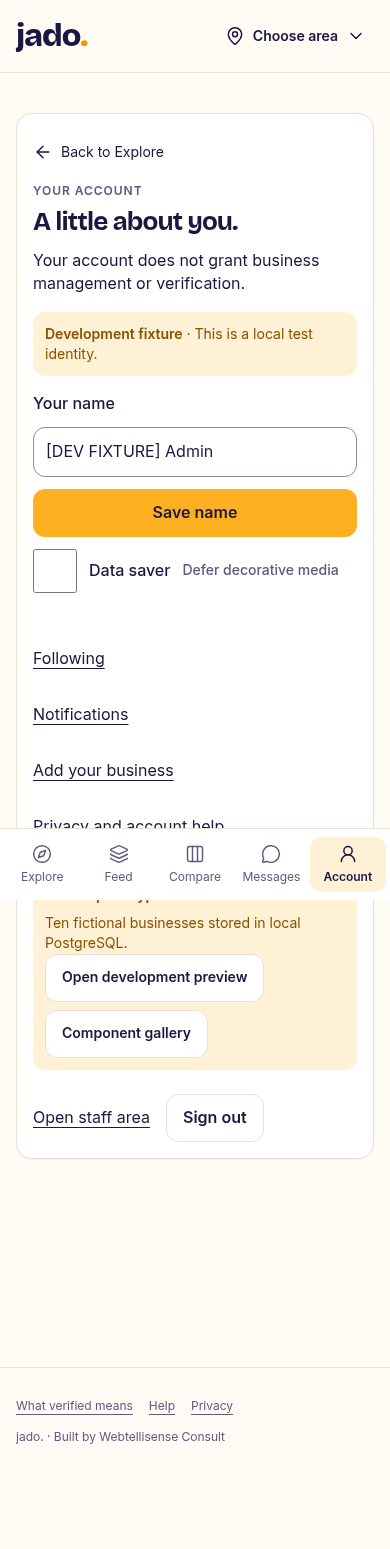 jado.
Choose area
Back to Explore
YOUR ACCOUNT
A little about you.
Your account does not grant business
management or verification.
Development fixture · This is a local test
identity.
Your name
[DEV FIXTURE] Admin
Save name
Data saver Defer decorative media
Following
Notifications
Add your business
Privacy and account help
Explore Feed Compare Messages Account
Ten fictional businesses stored in local
PostgreSQL.
Open development preview
Component gallery
Open staff area Sign out
What verified means Help Privacy
jado. · Built by Webtellisense Consult